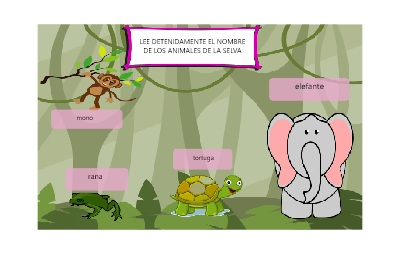 LEE DETENIDAMENTE EL NOMBRE
DE LOS ANIMALES DE LA SELVA
elefante
mono
tortuga
rana